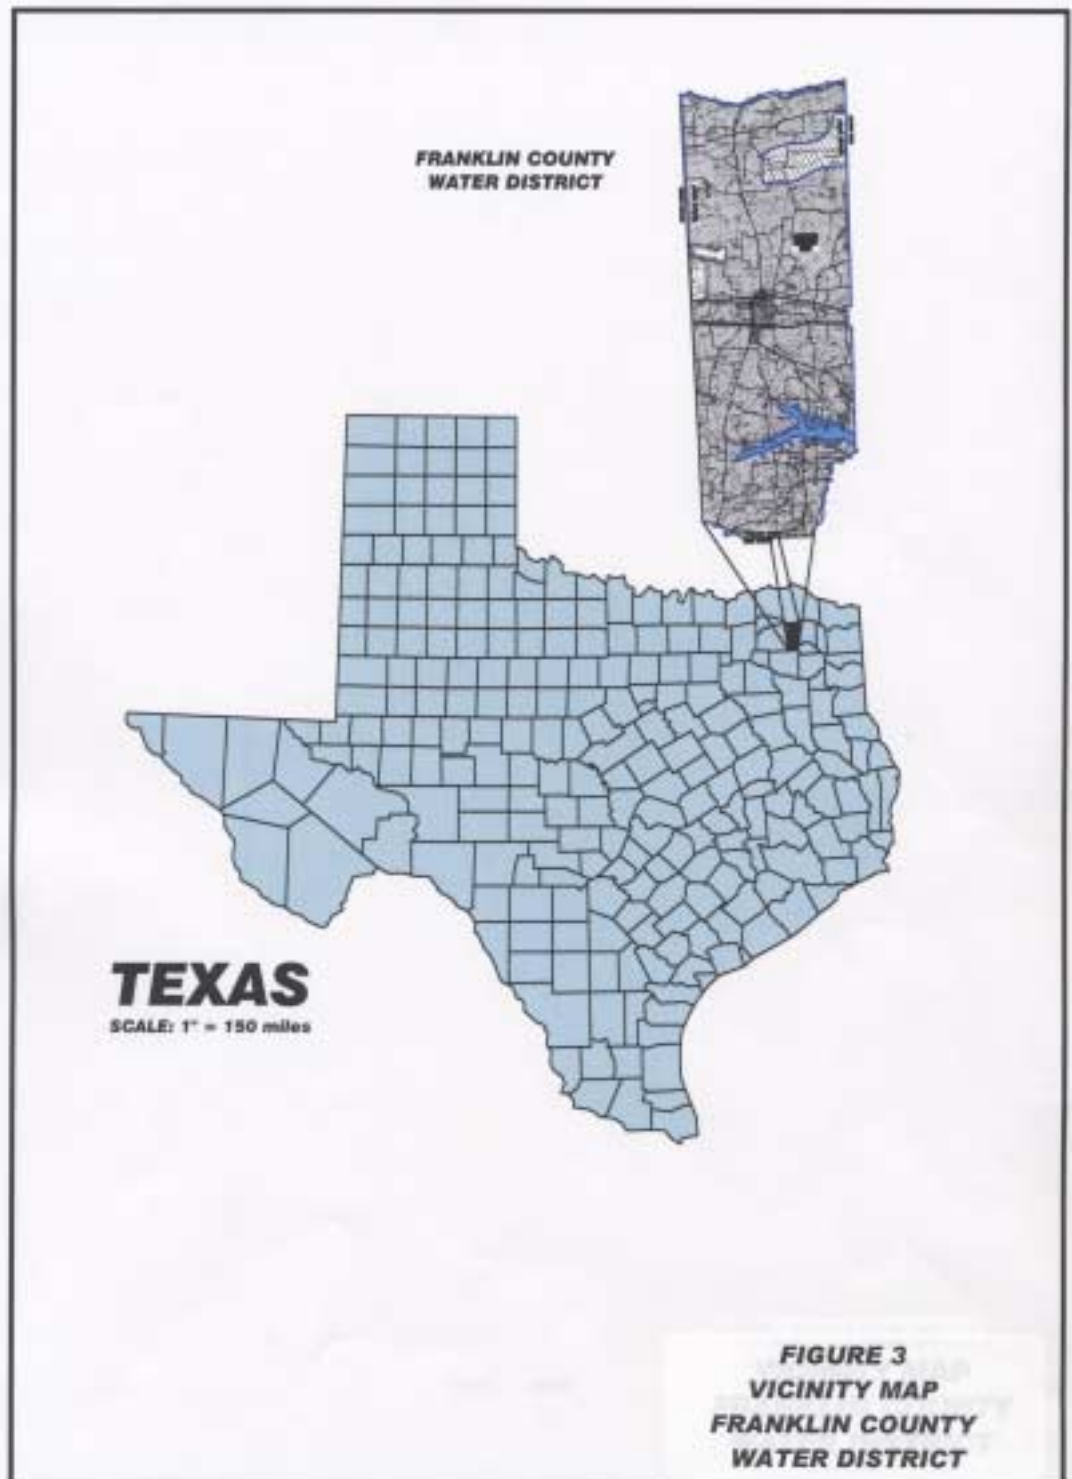 FRANKLIN COUNTY
WATER DISTRICT
TEXAS
SCALE: 1" = 150 miles
FIGURE 3
VICINITY MAP
FRANKLIN COUNTY
WATER DISTRICT